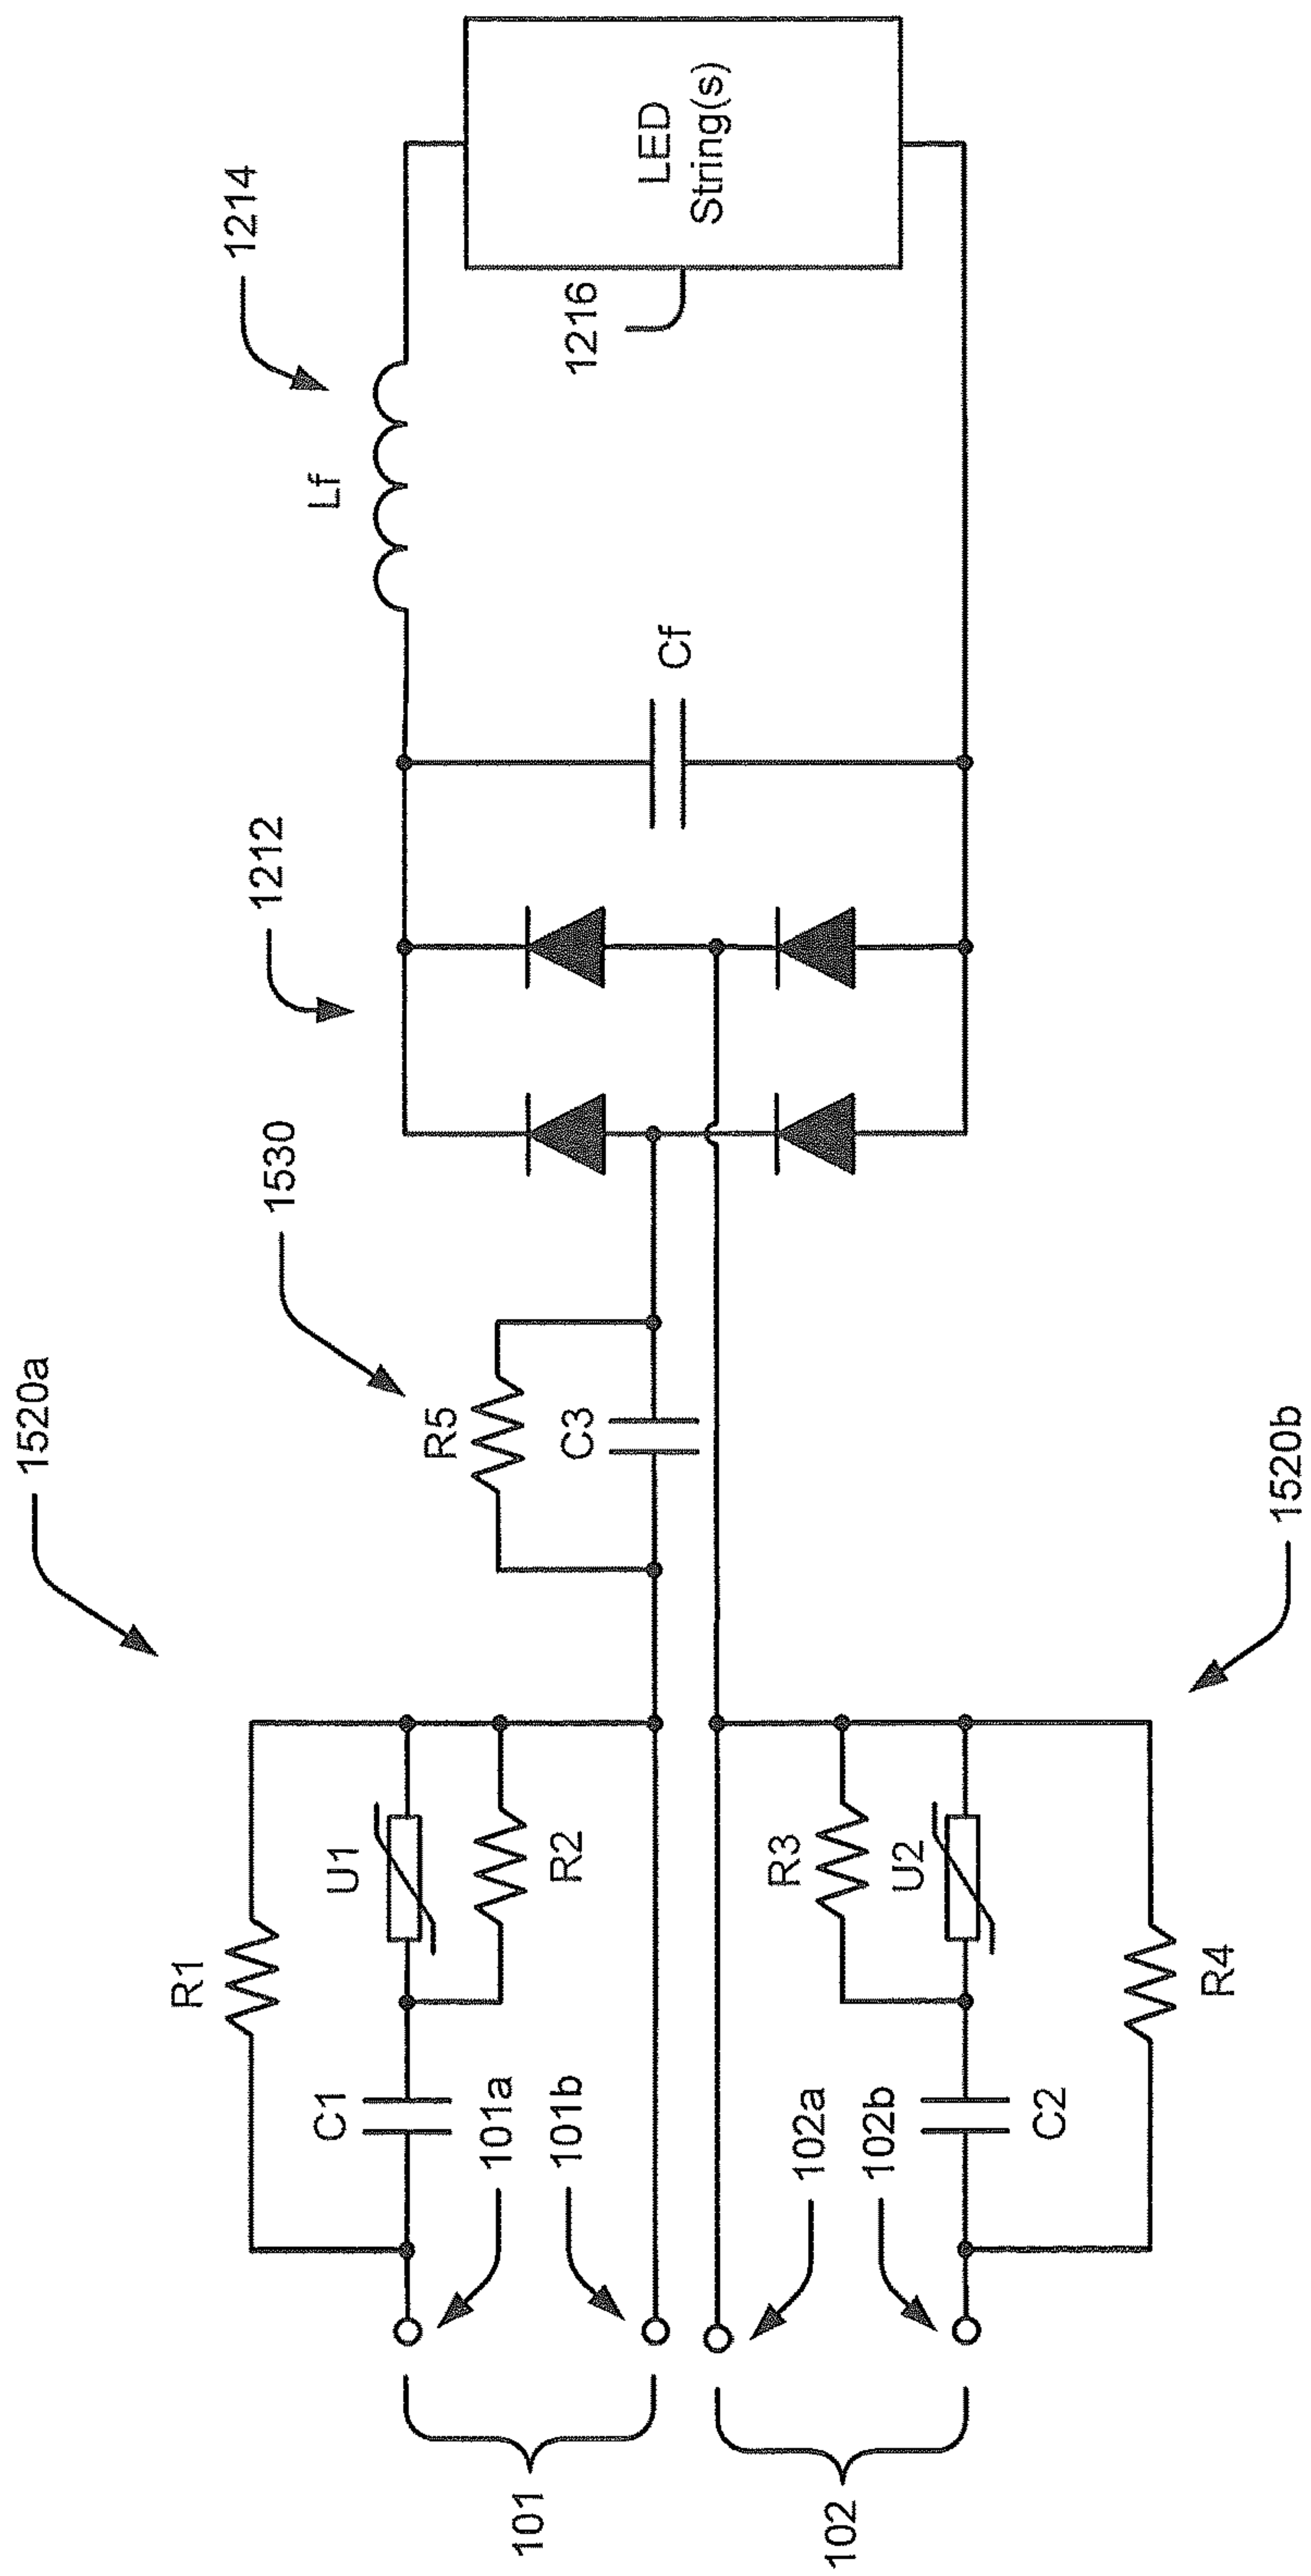 1520a
1530
1212
1214
R1
R5
Lf
U1
C1
R2
C3
Cf
LED
String(s)
1216
101a
101b
101
102a
102b
102
R3
U2
C2
R4
1520b